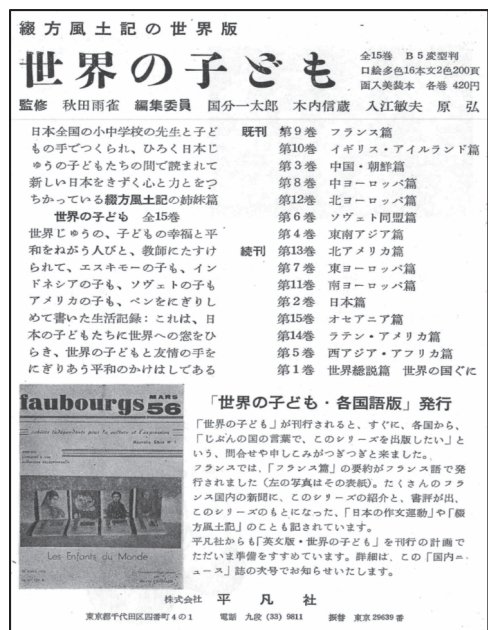 綴方風土記の世界版
世界の子ども
全15巻 B5変型判
口絵多色16本文2色200頁
函入美装本 各巻 420円
監修 秋田雨雀 編集委員 国分一太郎 木内信蔵 入江敏夫 原弘
日本全国の小中学校の先生と子ど
もの手でつくられ、ひろく日本じ
ゅうの子どもたちの間で読まれて
新しい日本をきずく心と力とをつ
ちかっている綴方風土記の姉妹篇
世界の子ども 全15巻
世界じゅうの、子どもの幸福と平
和をねがう人びと、教師にたすけ
られて、エスキモーの子も、イン
ドネシアの子も、ソヴェトの子も
アメリカの子も、ペンをにぎりし
めて書いた生活記録：これは、日
本の子どもたちに世界への窓をひ
らき、世界の子どもと友情の手を
にぎりあう平和のかけはしである
既刊 第9巻 フランス篇
第10巻 イギリス・アイルランド篇
第3巻 中国・朝鮮篇
第8巻 中ヨーロッパ篇
第12巻 北ヨーロッパ篇
第6巻 ソヴェト同盟篇
第4巻 東南アジア篇
続刊 第13巻 北アメリカ篇
第7巻 東ヨーロッパ篇
第11巻 南ヨーロッパ篇
第2巻 日本篇
第15巻 オセアニア篇
第14巻 ラテン・アメリカ篇
第5巻 西アジア・アフリカ篇
第1巻 世界総説篇 世界の国ぐに
faubourgs MARS 56
cahiers indépendants pour la culture et l'expression
Les Enfants du Monde
「世界の子ども・各国語版」発行
「世界の子ども」が刊行されると、すぐに、各国から、
「じぶんの国の言葉で、このシリーズを出版したい」と
いう、問合せや申しこみがつぎつぎと来ました。
フランスでは、「フランス篇」の要約がフランス語で発
行されました（左の写真はその表紙）。たくさんのフラ
ンス国内の新聞に、このシリーズの紹介と、書評が出、
このシリーズのもとになった、「日本の作文運動」や「綴
方風土記」のことも記されています。
平凡社からも「英文版・世界の子ども」を刊行の計画で
ただいま準備をすすめています。詳細は、この「国内ニ
ュース」誌の次号でお知らせいたします。
株式会社 平凡社
東京都千代田区四番町4の1 電話 九段(33)9811 振替 東京29639番